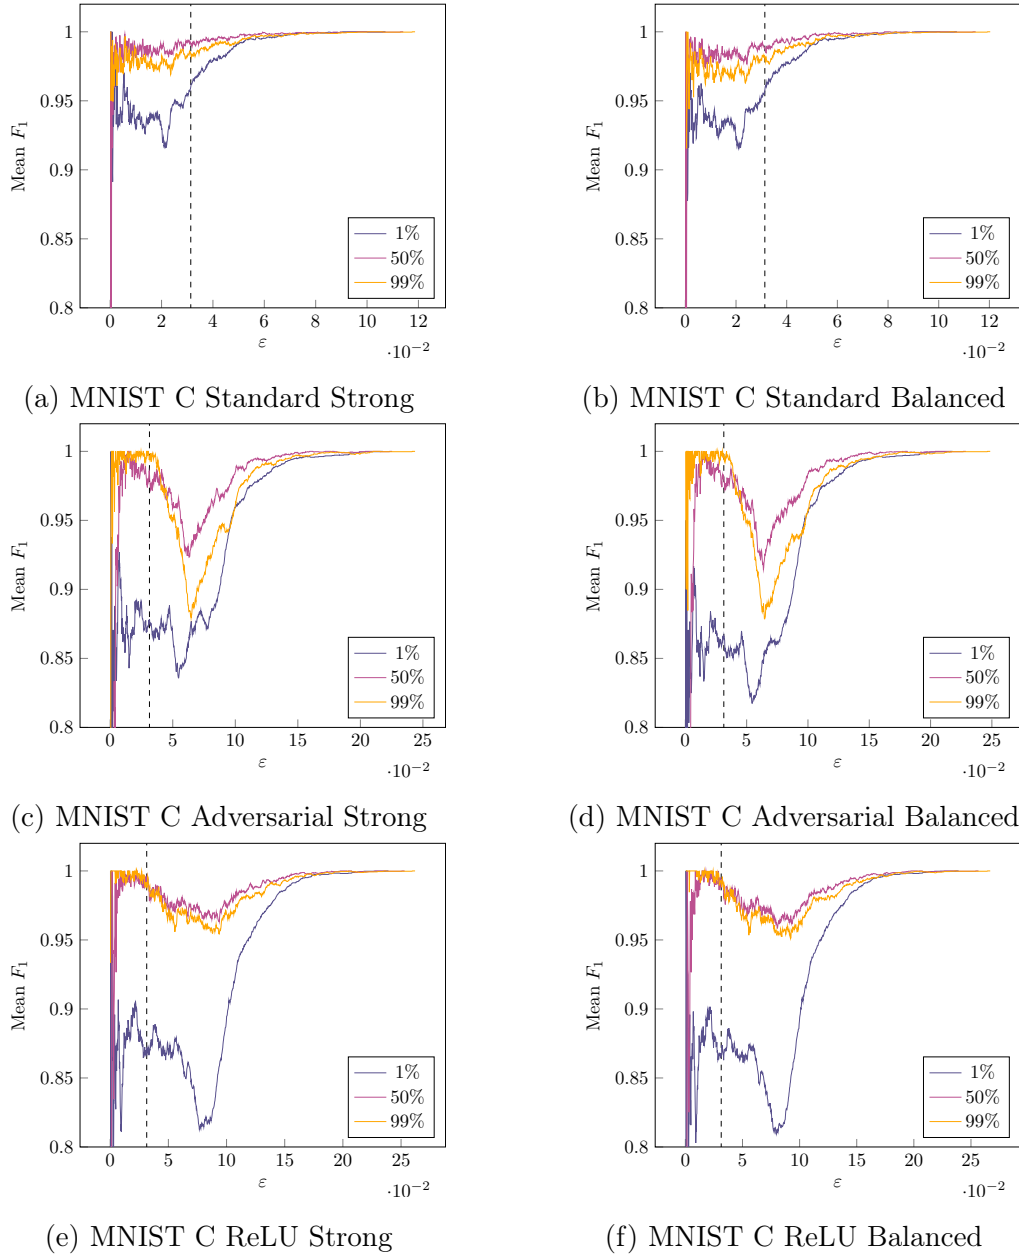 1
0.95
0.9
0.85
0.8
Mean F₁
1%
50%
99%
0 2 4 6 8 10 12
·10⁻²
ε
(a) MNIST C Standard Strong
1
0.95
0.9
0.85
0.8
Mean F₁
1%
50%
99%
0 2 4 6 8 10 12
·10⁻²
ε
(b) MNIST C Standard Balanced
1
0.95
0.9
0.85
0.8
Mean F₁
1%
50%
99%
0 5 10 15 20 25
·10⁻²
ε
(c) MNIST C Adversarial Strong
1
0.95
0.9
0.85
0.8
Mean F₁
1%
50%
99%
0 5 10 15 20 25
·10⁻²
ε
(d) MNIST C Adversarial Balanced
1
0.95
0.9
0.85
0.8
Mean F₁
1%
50%
99%
0 5 10 15 20 25
·10⁻²
ε
(e) MNIST C ReLU Strong
1
0.95
0.9
0.85
0.8
Mean F₁
1%
50%
99%
0 5 10 15 20 25
·10⁻²
ε
(f) MNIST C ReLU Balanced